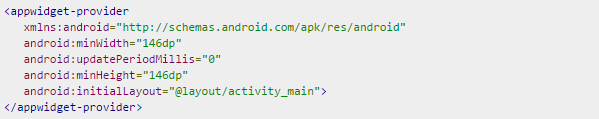 <appwidget-provider
xmlns:android="http://schemas.android.com/apk/res/android"
android:minWidth="146dp"
android:updatePeriodMillis="0"
android:minHeight="146dp"
android:initialLayout="@layout/activity_main">
</appwidget-provider>